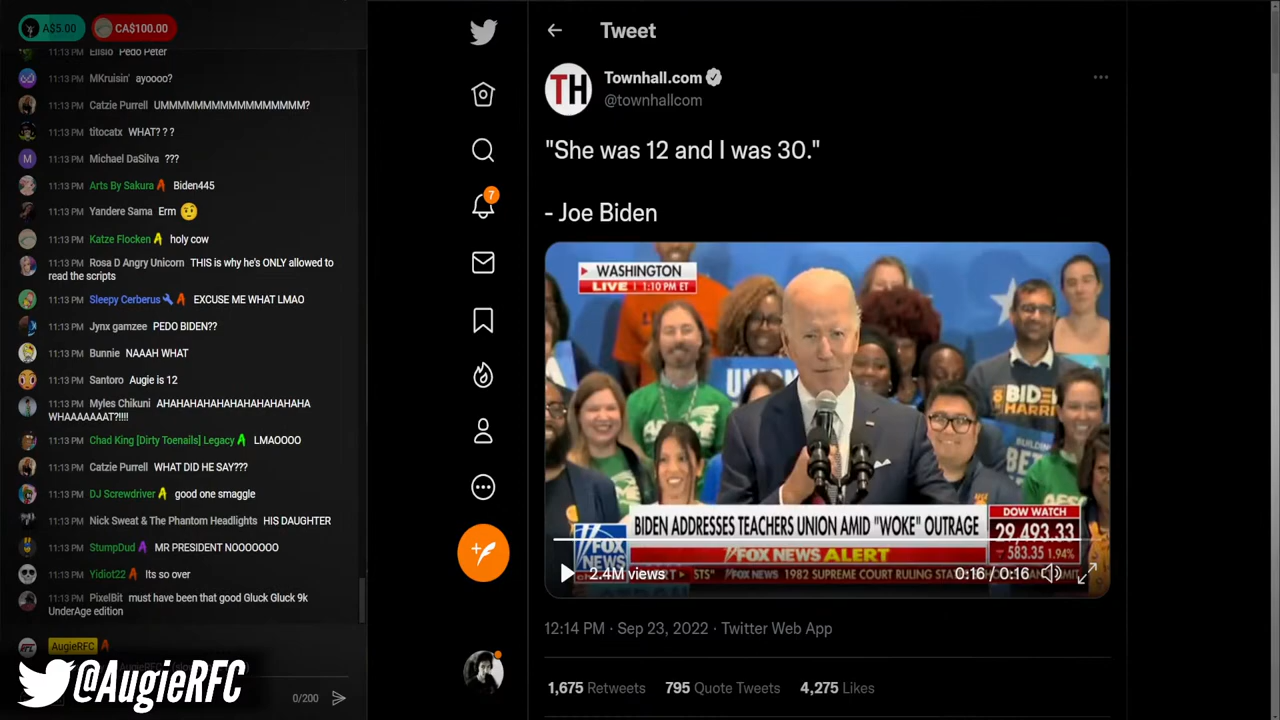 A$5.00 CA$100.00
11:13 PM Elisio Pedo Peter
11:13 PM MKruisin' ayoooo?
11:13 PM Catzie Purrell UMMMMMMMMMMMMMMMMMM?
11:13 PM titocatx WHAT? ? ?
M 11:13 PM Michael DaSilva ???
11:13 PM Arts By Sakura Biden445
11:13 PM Yandere Sama Erm
11:13 PM Katze Flocken holy cow
11:13 PM Rosa D Angry Unicorn THIS is why he's ONLY allowed to
read the scripts
11:13 PM Sleepy Cerberus EXCUSE ME WHAT LMAO
11:13 PM Jynx gamzee PEDO BIDEN??
11:13 PM Bunnie NAAAH WHAT
11:13 PM Santoro Augie is 12
11:13 PM Myles Chikuni AHAHAHAHAHAHAHAHAHAHA
WHAAAAAAAT?!!!!
11:13 PM Chad King [Dirty Toenails] Legacy LMAOOOO
11:13 PM Catzie Purrell WHAT DID HE SAY???
11:13 PM DJ Screwdriver good one smaggle
11:13 PM Nick Sweat & The Phantom Headlights HIS DAUGHTER
11:13 PM StumpDud MR PRESIDENT NOOOOOOO
11:13 PM Yidiot22 Its so over
11:13 PM PixelBit must have been that good Gluck Gluck 9k
UnderAge edition
AugieRFC
@AugieRFC
0/200
7
Tweet
TH Townhall.com
@townhallcom
"She was 12 and I was 30."
- Joe Biden
WASHINGTON
LIVE 1:10 PM ET
BIDEN
HARRIS
BIDEN ADDRESSES TEACHERS UNION AMID "WOKE" OUTRAGE
DOW WATCH
29,493.33
583.35 1.94%
FOX
NEWS
FOX NEWS ALERT
1982 SUPREME COURT RULING
2.4M views
0:16 / 0:16
12:14 PM · Sep 23, 2022 · Twitter Web App
1,675 Retweets 795 Quote Tweets 4,275 Likes